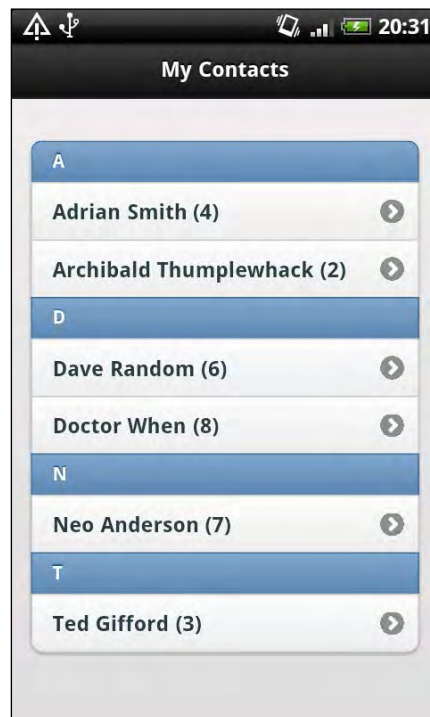 20:31
My Contacts
A
Adrian Smith (4)
Archibald Thumplewhack (2)
D
Dave Random (6)
Doctor When (8)
N
Neo Anderson (7)
T
Ted Gifford (3)